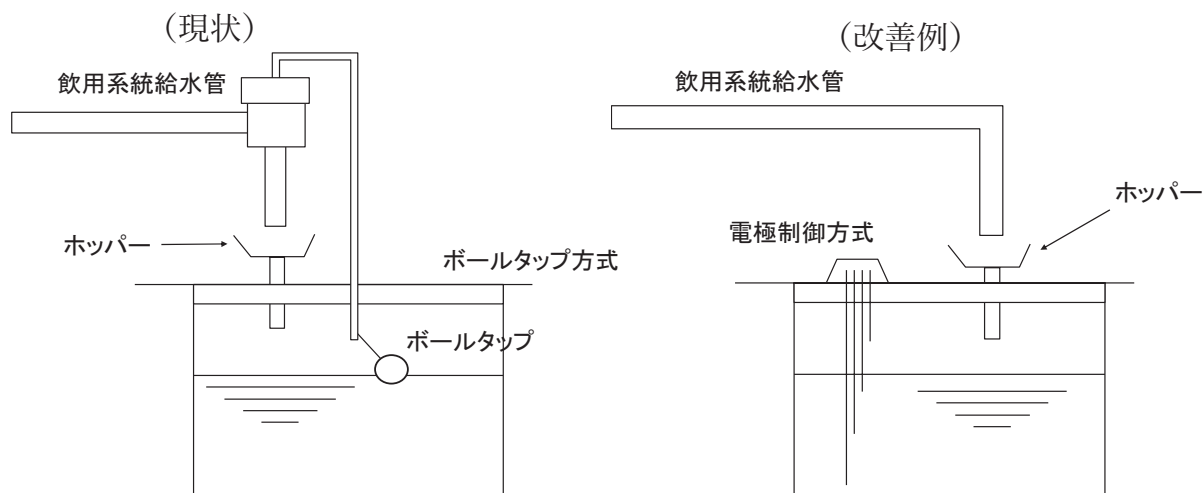 （現状）
飲用系統給水管
ホッパー
ボールタップ方式
ボールタップ
（改善例）
飲用系統給水管
ホッパー
電極制御方式